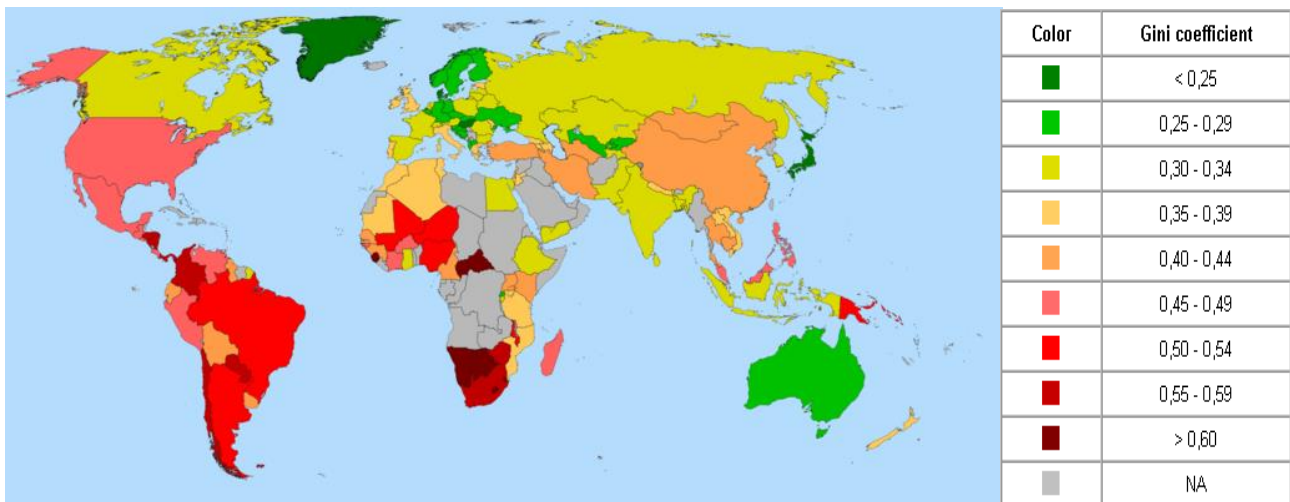 Color Gini coefficient
< 0,25
0,25 - 0,29
0,30 - 0,34
0,35 - 0,39
0,40 - 0,44
0,45 - 0,49
0,50 - 0,54
0,55 - 0,59
> 0,60
NA